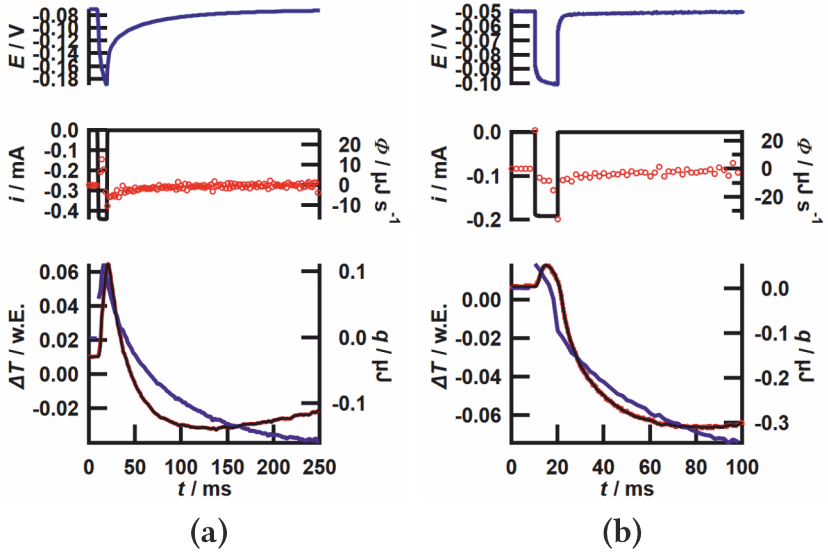 -0.08
-0.10
-0.12
-0.14
-0.16
-0.18
E / V
0.0
-0.1
-0.2
-0.3
-0.4
i / mA
20
10
0
-10
Φ / µJ s⁻¹
0.06
0.04
0.02
0.00
-0.02
ΔT / w.E.
0.1
0.0
-0.1
q / µJ
0 50 100 150 200 250
t / ms
(a)
-0.05
-0.06
-0.07
-0.08
-0.09
-0.10
E / V
0.0
-0.1
-0.2
i / mA
20
0
-20
Φ / µJ s⁻¹
0.00
-0.02
-0.04
-0.06
ΔT / w.E.
0.0
-0.1
-0.2
-0.3
q / µJ
0 20 40 60 80 100
t / ms
(b)